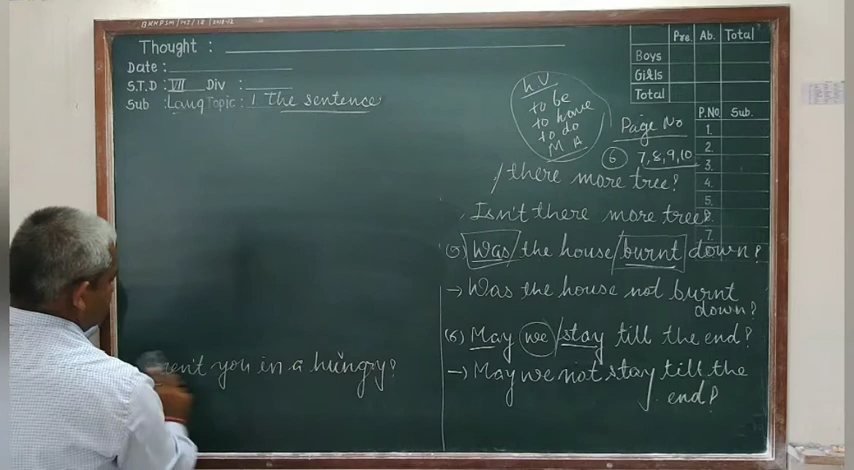 Thought :
Date :
S.T.D : VII Div :
Sub : Lang Topic : 1 The sentence
Pre. Ab. Total
Boys
Girls
Total
P.No. Sub.
1.
2.
3.
4.
5.
7.
h V
to be
to have
to do
M A
Page No
6 7, 8, 9, 10
there more tree?
Isn't there more tree?
(5) Was / the house / burnt down?
→ Was the house not burnt
down?
(6) May we / stay till the end?
→ May we not stay till the
end?
en't you in a hungry?